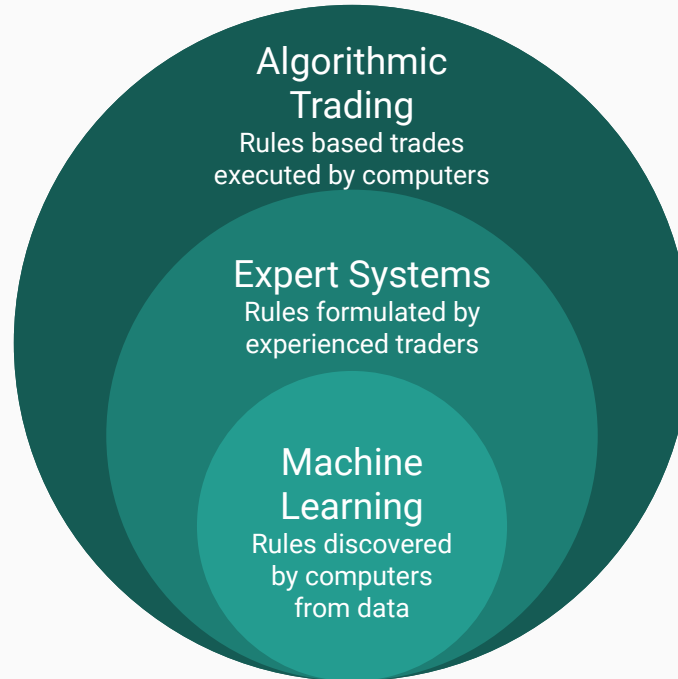 Algorithmic
Trading
Rules based trades
executed by computers
Expert Systems
Rules formulated by
experienced traders
Machine
Learning
Rules discovered
by computers
from data